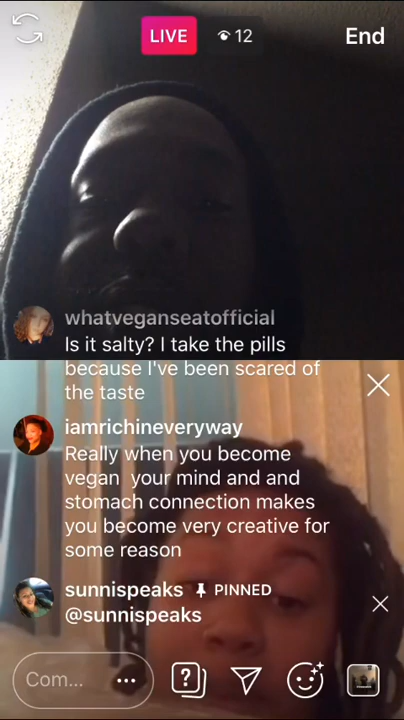 LIVE 12 End
whatveganseatofficial
Is it salty? I take the pills
because I've been scared of
the taste
iamrichineveryway
Really when you become
vegan your mind and and
stomach connection makes
you become very creative for
some reason
sunnispeaks PINNED
@sunnispeaks
Com... ?